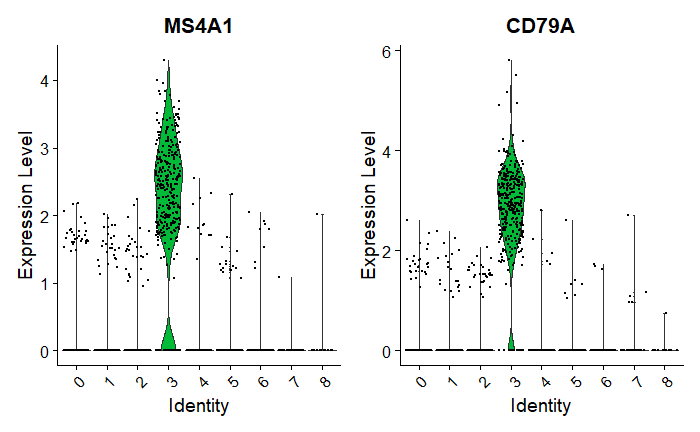 MS4A1
Expression Level
4
3
2
1
0
0 1 2 3 4 5 6 7 8
Identity
CD79A
Expression Level
6
4
2
0
0 1 2 3 4 5 6 7 8
Identity